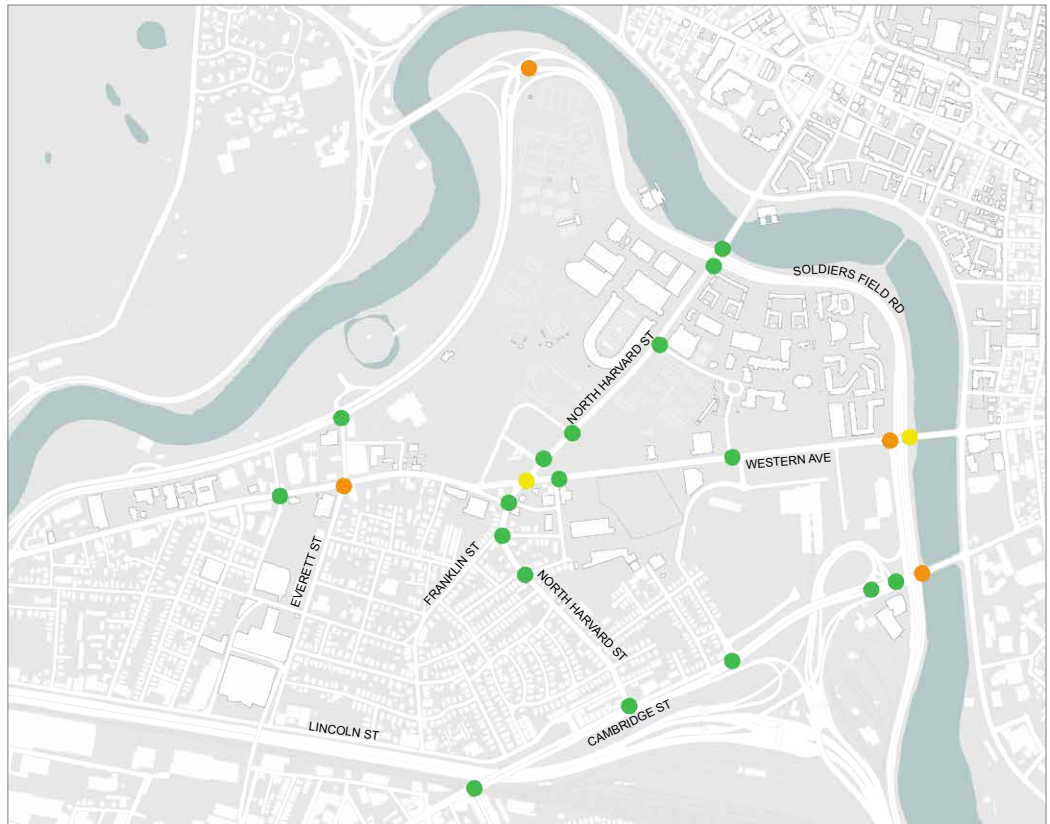 SOLDIERS FIELD RD
NORTH HARVARD ST
WESTERN AVE
FRANKLIN ST
EVERETT ST
NORTH HARVARD ST
CAMBRIDGE ST
LINCOLN ST